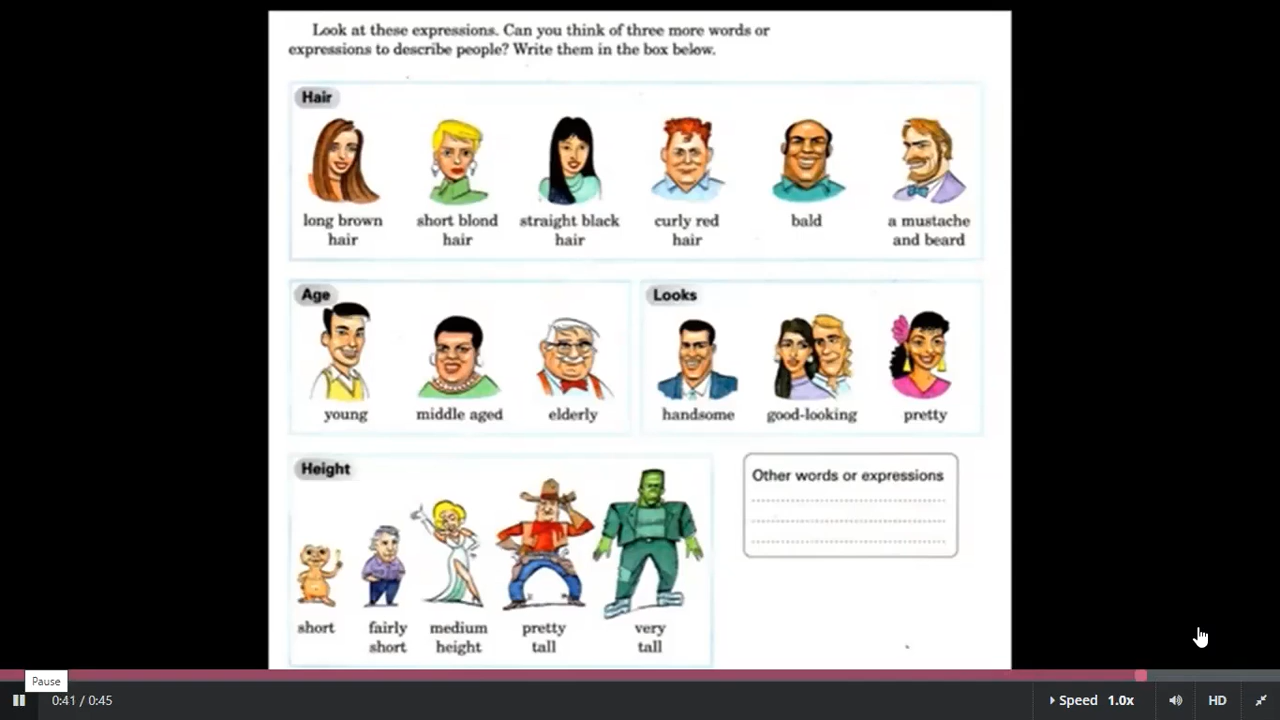 Look at these expressions. Can you think of three more words or
expressions to describe people? Write them in the box below.
Hair
long brown
hair
short blond
hair
straight black
hair
curly red
hair
bald
a mustache
and beard
Age
young
middle aged
elderly
Looks
handsome
good-looking
pretty
Height
short
fairly
short
medium
height
pretty
tall
very
tall
Other words or expressions
Pause
0:41 / 0:45
Speed 1.0x
HD